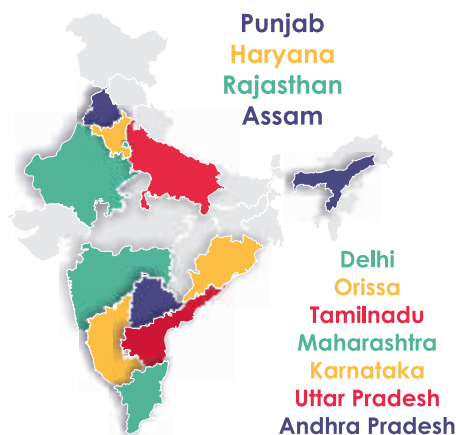 Punjab
Haryana
Rajasthan
Assam
Delhi
Orissa
Tamilnadu
Maharashtra
Karnataka
Uttar Pradesh
Andhra Pradesh